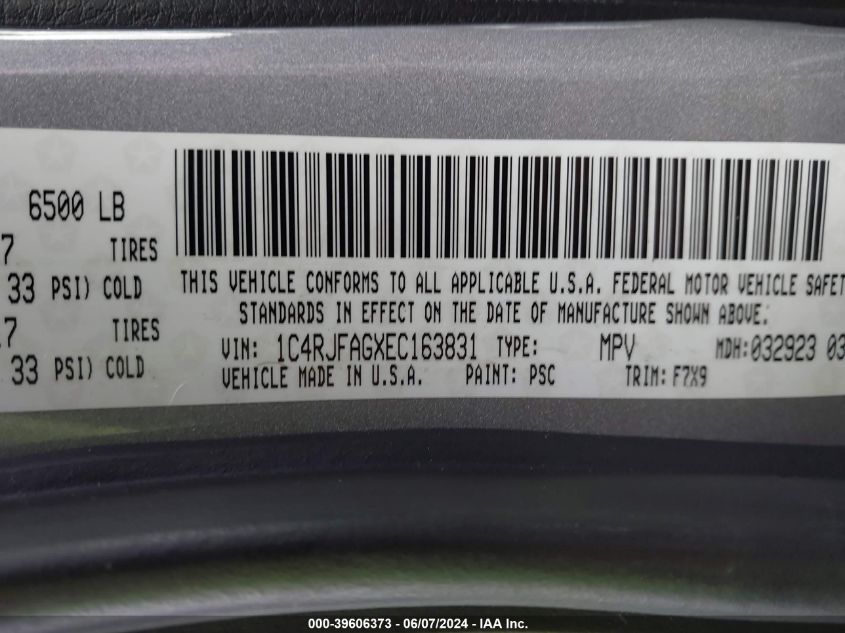 6500 LB
7 TIRES
33 PSI) COLD
17 TIRES
33 PSI) COLD
THIS VEHICLE CONFORMS TO ALL APPLICABLE U.S.A. FEDERAL MOTOR VEHICLE SAFET
STANDARDS IN EFFECT ON THE DATE OF MANUFACTURE SHOWN ABOVE.
VIN: 1C4RJFAGXEC163831 TYPE: MPV MDH:032923 03
VEHICLE MADE IN U.S.A. PAINT: PSC TRIM: F7X9
000-39606373 - 06/07/2024 - IAA Inc.